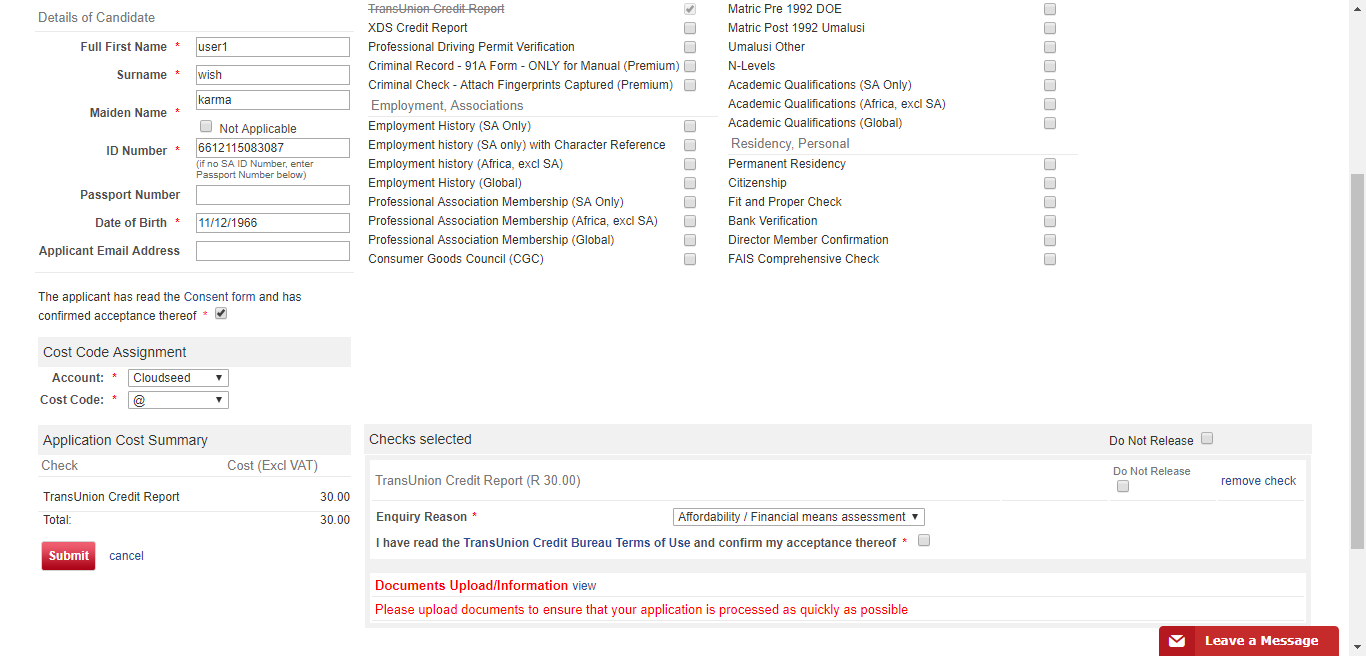 Details of Candidate
Full First Name *
user1
Surname *
wish
Maiden Name *
karma
Not Applicable
ID Number *
6612115083087
(if no SA ID Number, enter
Passport Number below)
Passport Number
Date of Birth *
11/12/1966
Applicant Email Address
The applicant has read the Consent form and has
confirmed acceptance thereof *
Cost Code Assignment
Account: *
Cloudseed
Cost Code: *
@
Application Cost Summary
Check Cost (Excl VAT)
TransUnion Credit Report 30.00
Total: 30.00
Submit cancel
TransUnion Credit Report
XDS Credit Report
Professional Driving Permit Verification
Criminal Record - 91A Form - ONLY for Manual (Premium)
Criminal Check - Attach Fingerprints Captured (Premium)
Employment, Associations
Employment History (SA Only)
Employment history (SA only) with Character Reference
Employment history (Africa, excl SA)
Employment History (Global)
Professional Association Membership (SA Only)
Professional Association Membership (Africa, excl SA)
Professional Association Membership (Global)
Consumer Goods Council (CGC)
Matric Pre 1992 DOE
Matric Post 1992 Umalusi
Umalusi Other
N-Levels
Academic Qualifications (SA Only)
Academic Qualifications (Africa, excl SA)
Academic Qualifications (Global)
Residency, Personal
Permanent Residency
Citizenship
Fit and Proper Check
Bank Verification
Director Member Confirmation
FAIS Comprehensive Check
Checks selected
Do Not Release
TransUnion Credit Report (R 30.00)
Do Not Release
remove check
Enquiry Reason *
Affordability / Financial means assessment
I have read the TransUnion Credit Bureau Terms of Use and confirm my acceptance thereof *
Documents Upload/Information view
Please upload documents to ensure that your application is processed as quickly as possible
Leave a Message